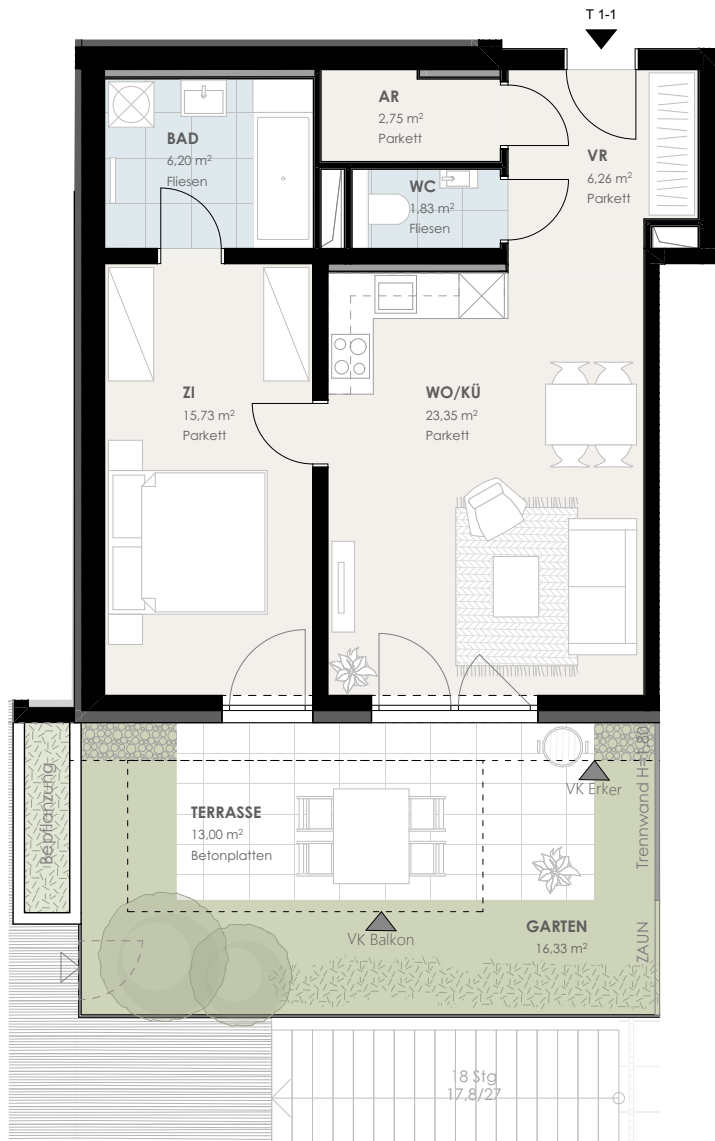 T 1-1
AR
2,75 m²
Parkett
BAD
6,20 m²
Fliesen
VR
6,26 m²
Parkett
WC
1,83 m²
Fliesen
ZI
15,73 m²
Parkett
WO/KÜ
23,35 m²
Parkett
Bepflanzung
TERRASSE
13,00 m²
Betonplatten
VK Erker
Trennwand H=1,80
VK Balkon
GARTEN
16,33 m²
ZAUN
18 Stg
17,8/27